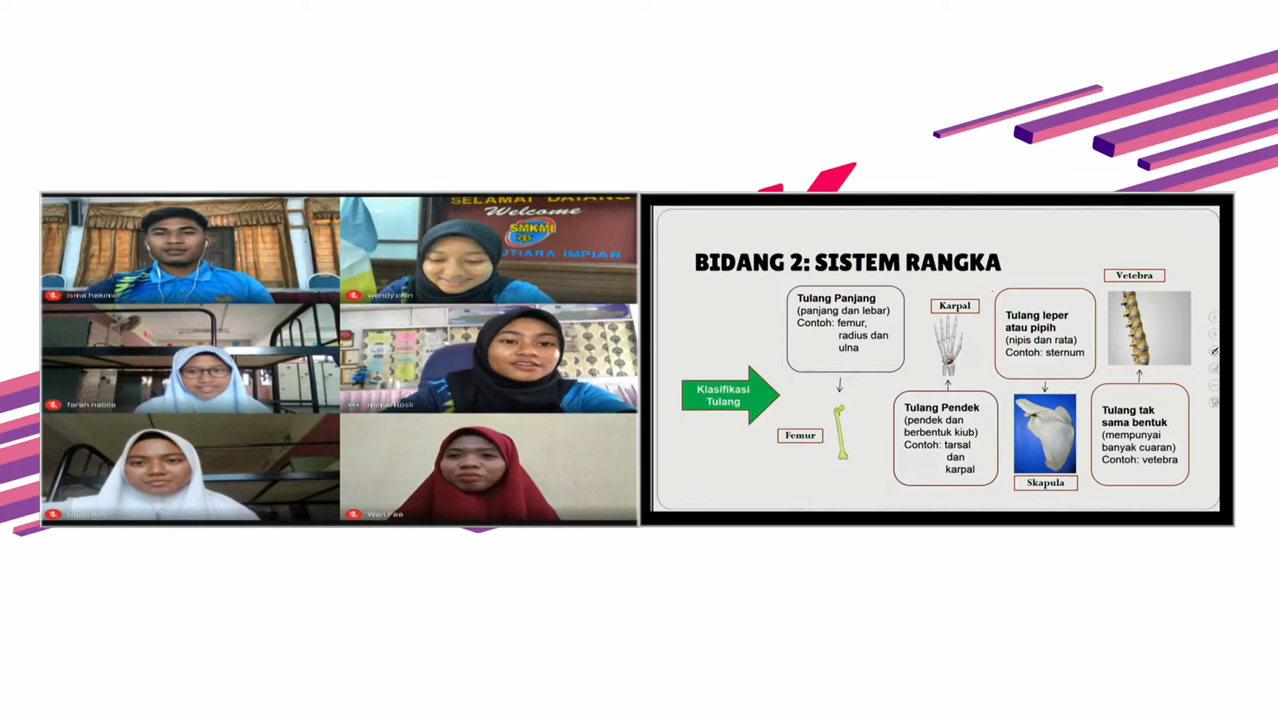 SELAMAT DATANG
Welcome
SMKMI
UTIARA IMPIAN
isma hakimi
wendy chin
farah nabila
Rosli
Wan Faa
BIDANG 2: SISTEM RANGKA
Klasifikasi
Tulang
Tulang Panjang
(panjang dan lebar)
Contoh: femur,
radius dan
ulna
Femur
Karpal
Tulang Pendek
(pendek dan
berbentuk kiub)
Contoh: tarsal
dan
karpal
Tulang leper
atau pipih
(nipis dan rata)
Contoh: sternum
Skapula
Vetebra
Tulang tak
sama bentuk
(mempunyai
banyak cuaran)
Contoh: vetebra